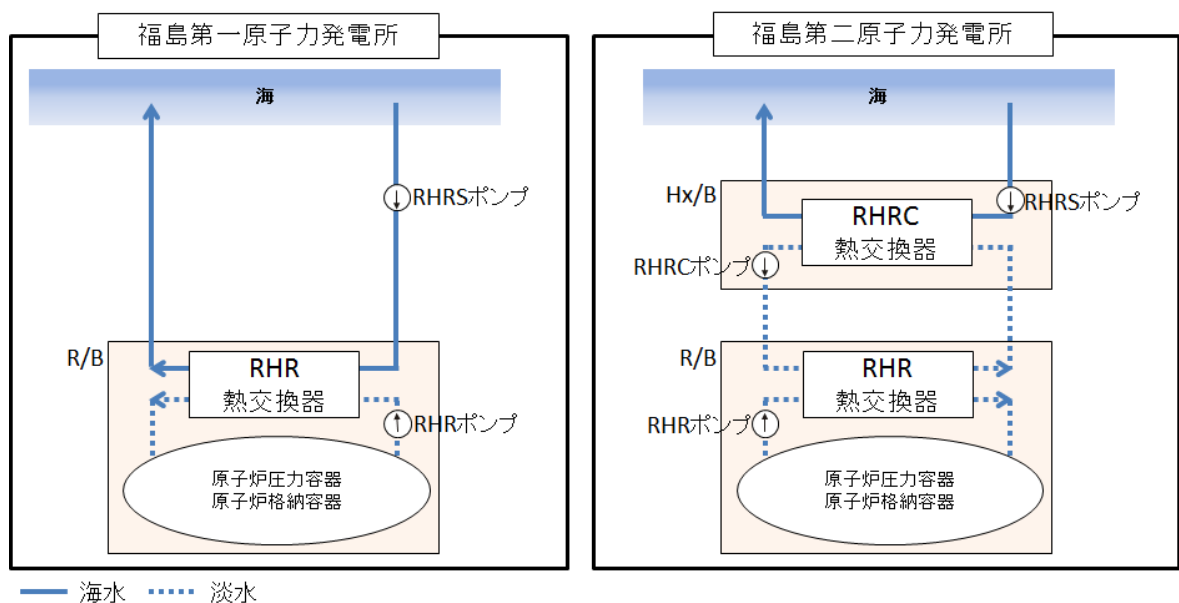 福島第一原子力発電所
海
RHRSポンプ
R/B
RHR
熱交換器
RHRポンプ
原子炉圧力容器
原子炉格納容器
福島第二原子力発電所
海
Hx/B
RHRSポンプ
RHRC
熱交換器
RHRCポンプ
R/B
RHR
熱交換器
RHRポンプ
原子炉圧力容器
原子炉格納容器
海水
淡水